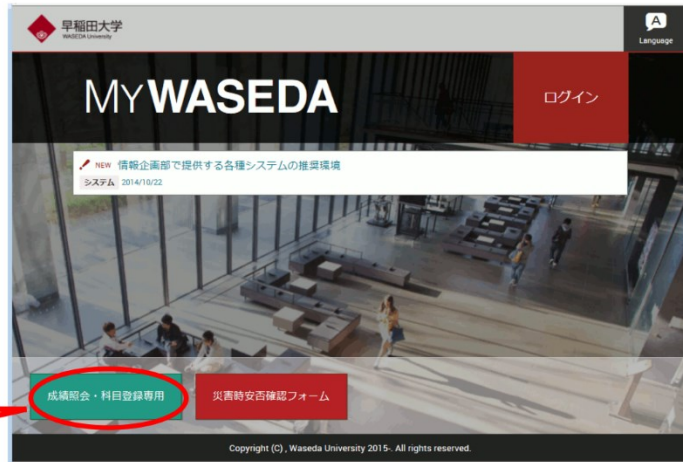 早稲田大学
WASEDA University
A
Language
MYWASEDA
ログイン
NEW 情報企画部で提供する各種システムの推奨環境
システム 2014/10/22
成績照会・科目登録専用
災害時安否確認フォーム
Copyright (C) , Waseda University 2015-. All rights reserved.